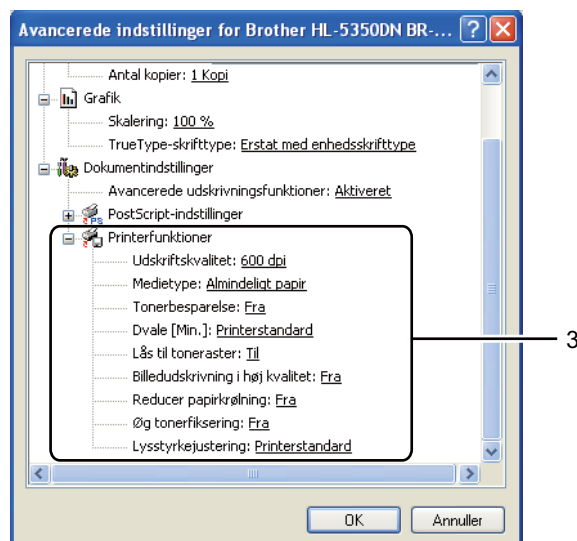 Avancerede indstillinger for Brother HL-5350DN BR-...
Antal kopier: 1 Kopi
Grafik
Skalering: 100 %
TrueType-skrifttype: Erstat med enhedsskrifttype
Dokumentindstillinger
Avancerede udskrivningsfunktioner: Aktiveret
PostScript-indstillinger
Printerfunktioner
Udskriftskvalitet: 600 dpi
Medietype: Almindeligt papir
Tonerbesparelse: Fra
Dvale [Min.]: Printerstandard
3
Lås til toneraster: Til
Billedudskrivning i høj kvalitet: Fra
Reducer papirkrølning: Fra
Øg tonerfiksering: Fra
Lysstyrkejustering: Printerstandard
OK
Annuller